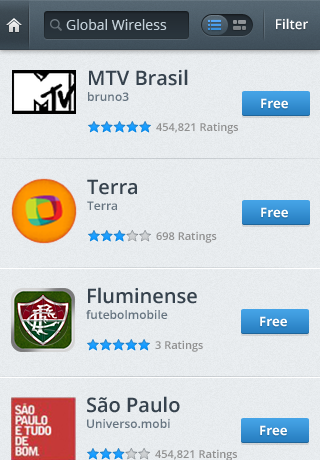 Global Wireless
Filter
MTV
MTV Brasil
bruno3
454,821 Ratings
Free
Terra
Terra
698 Ratings
Free
Fluminense
futebolmobile
3 Ratings
Free
SÃO
PAULO
É TUDO
DE
BOM.
São Paulo
Universo.mobi
454,821 Ratings
Free